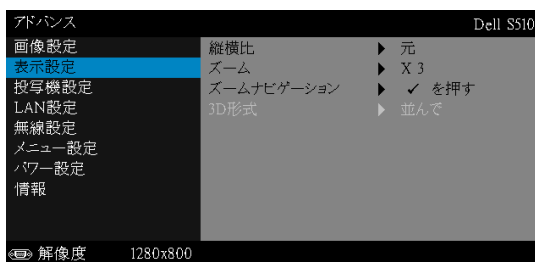 アドバンス Dell S510
画像設定
表示設定
投写機設定
LAN設定
無線設定
メニュー設定
パワー設定
情報
縦横比 ▶ 元
ズーム ▶ X 3
ズームナビゲーション ▶ ✓ を押す
3D形式 ▶ 並んで
解像度 1280x800